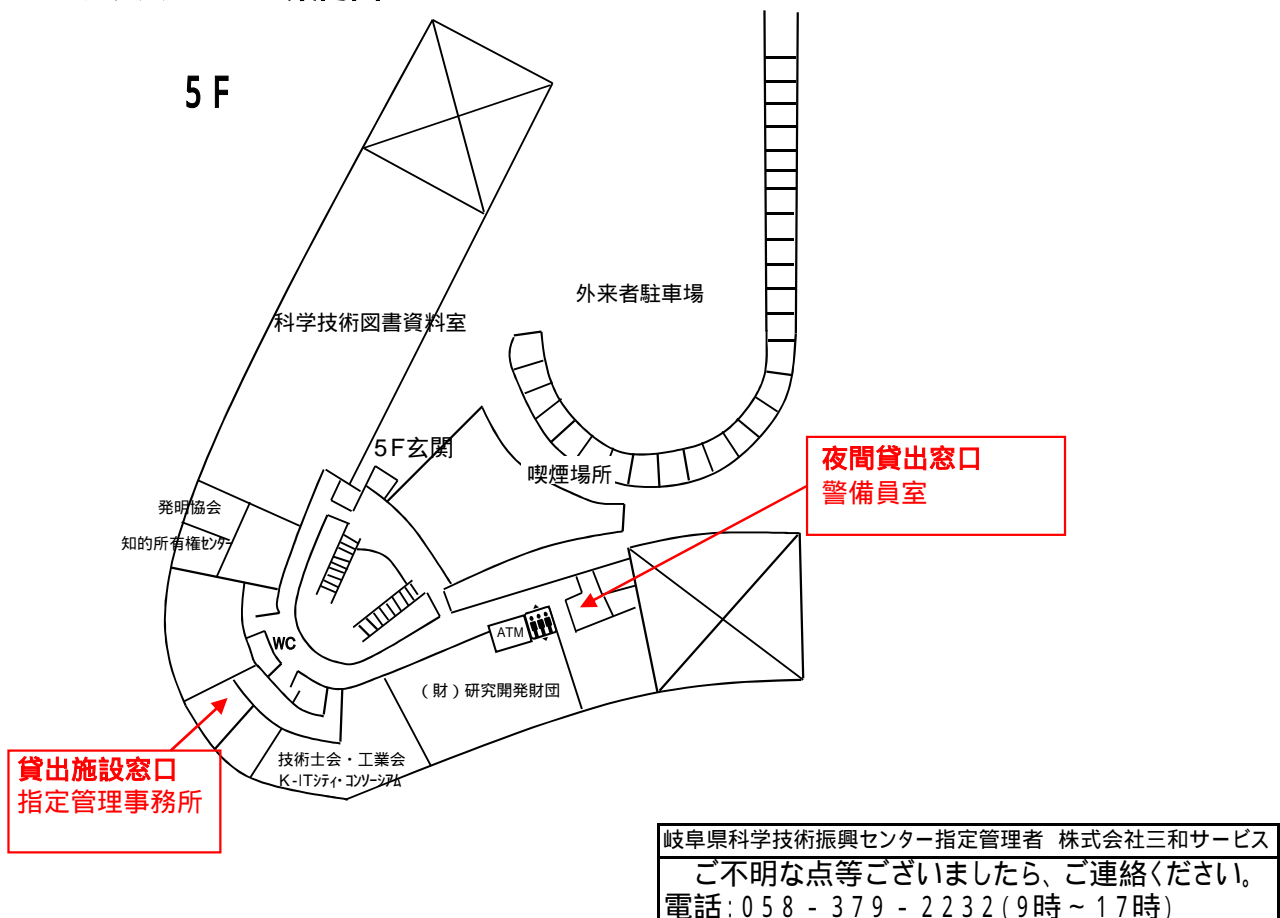 5F
外来者駐車場
科学技術図書資料室
5F玄関
喫煙場所
夜間貸出窓口
警備員室
発明協会
知的所有権ｾﾝﾀｰ
WC
ATM
(財)研究開発財団
技術士会・工業会
K-ITｼﾃｨ・ｺﾝｿｰｼｱﾑ
貸出施設窓口
指定管理事務所
岐阜県科学技術振興センター指定管理者 株式会社三和サービス
ご不明な点等ございましたら、ご連絡ください。
電話:058-379-2232(9時~17時)